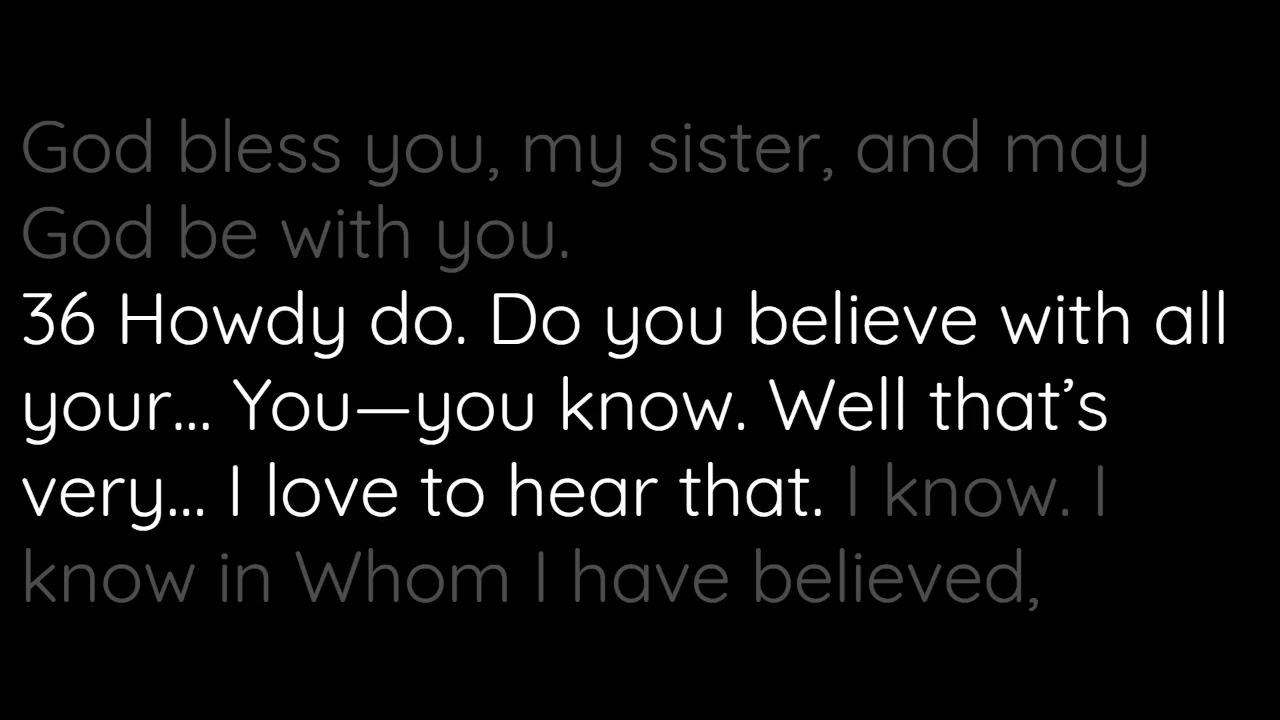 God bless you, my sister, and may
God be with you.
36 Howdy do. Do you believe with all
your... You—you know. Well that’s
very... I love to hear that. I know. I
know in Whom I have believed,